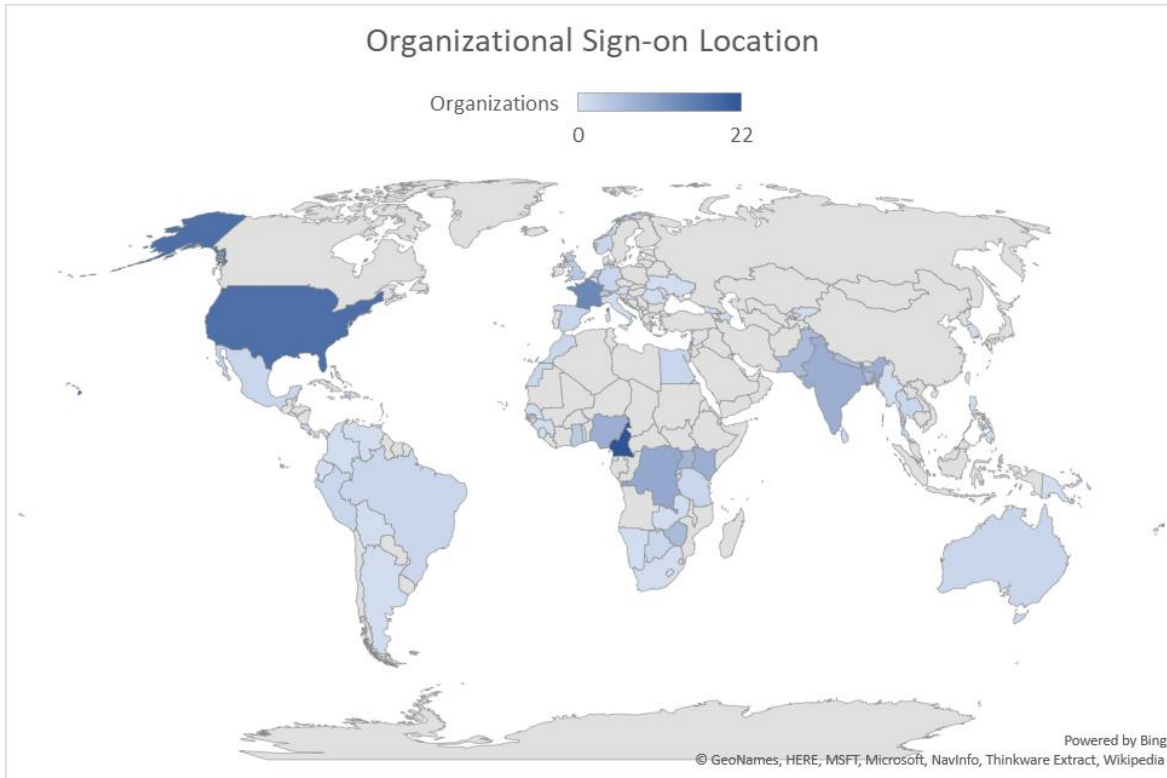 Organizational Sign-on Location
Organizations
0 22
Powered by Bing
© GeoNames, HERE, MSFT, Microsoft, NavInfo, Thinkware Extract, Wikipedia